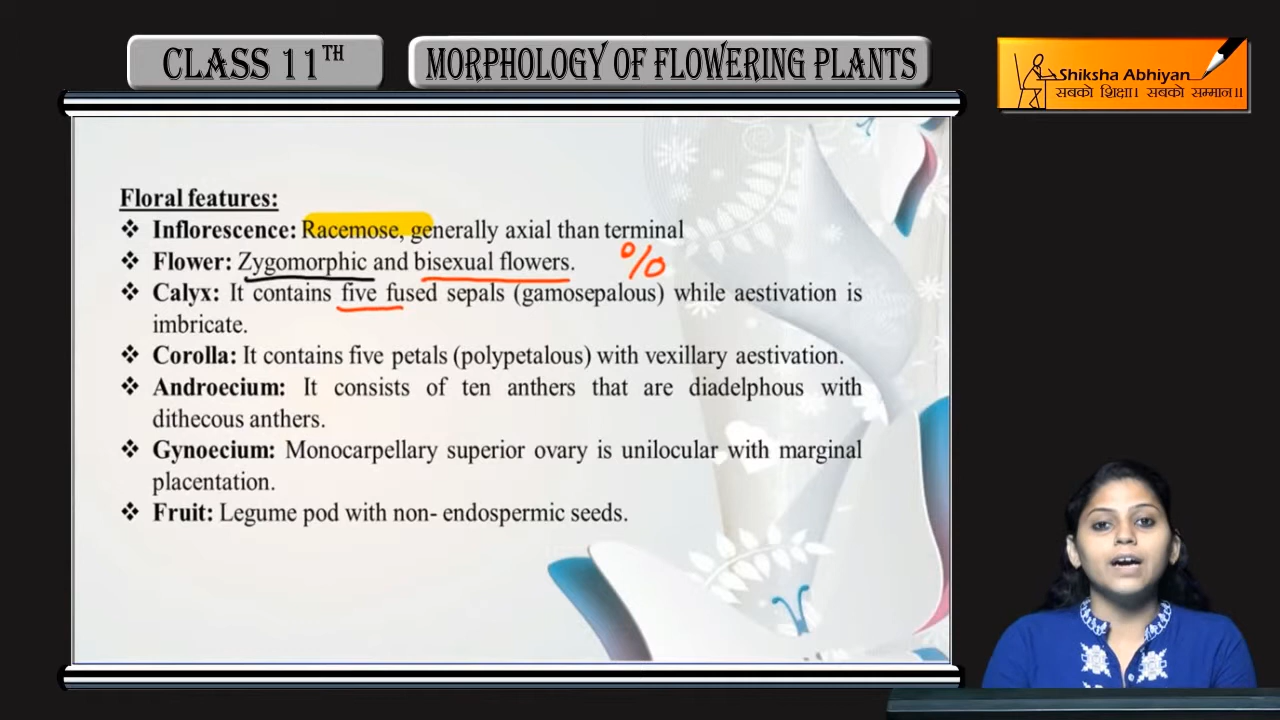 CLASS 11TH
MORPHOLOGY OF FLOWERING PLANTS
Shiksha Abhiyan
सबको शिक्षा। सबको सम्मान॥
Floral features:
❖ Inflorescence: Racemose, generally axial than terminal
❖ Flower: Zygomorphic and bisexual flowers. %
❖ Calyx: It contains five fused sepals (gamosepalous) while aestivation is
imbricate.
❖ Corolla: It contains five petals (polypetalous) with vexillary aestivation.
❖ Androecium: It consists of ten anthers that are diadelphous with
dithecous anthers.
❖ Gynoecium: Monocarpellary superior ovary is unilocular with marginal
placentation.
❖ Fruit: Legume pod with non- endospermic seeds.